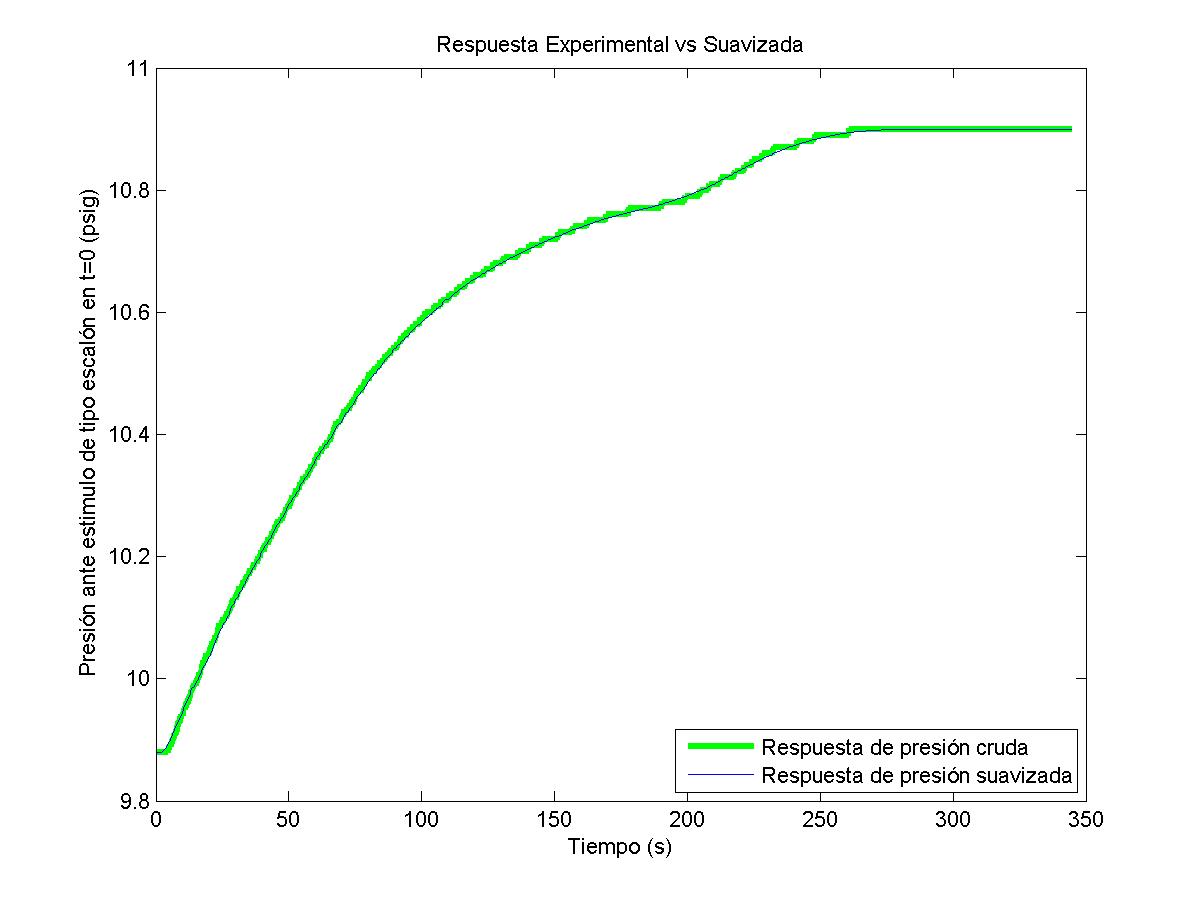 Respuesta Experimental vs Suavizada
Presión ante estimulo de tipo escalón en t=0 (psig)
11
10.8
10.6
10.4
10.2
10
9.8
Respuesta de presión cruda
Respuesta de presión suavizada
0 50 100 150 200 250 300 350
Tiempo (s)